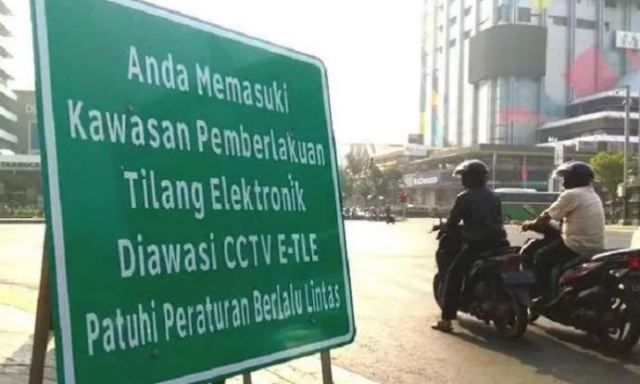 Anda Memasuki
Kawasan Pemberlakuan
Tilang Elektronik
Diawasi CCTV E-TLE
Patuhi Peraturan Berlalu Lintas